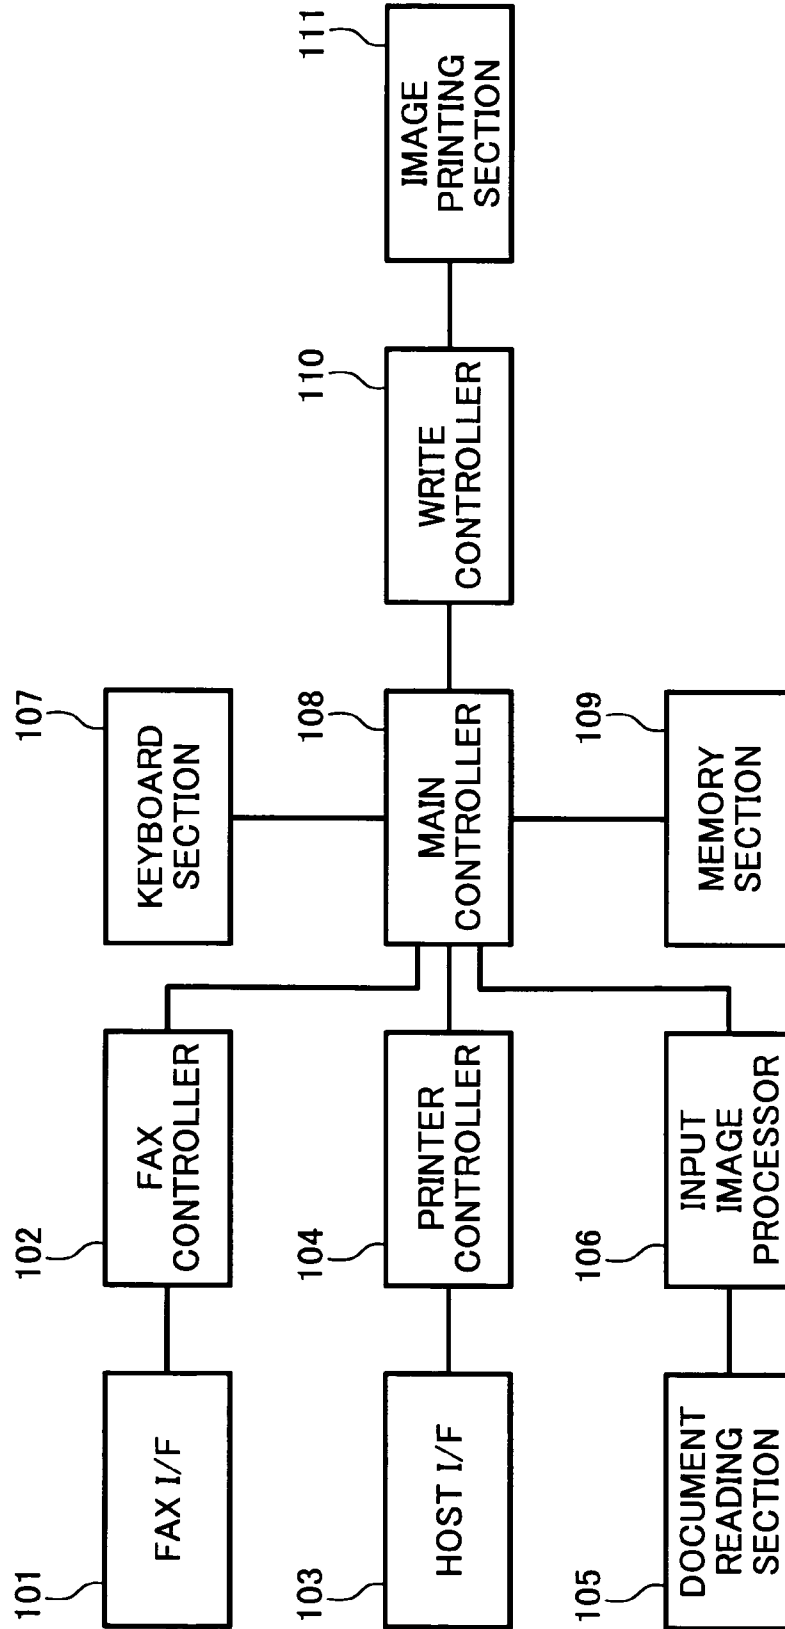 101
FAX I/F
102
FAX
CONTROLLER
107
KEYBOARD
SECTION
103
HOST I/F
104
PRINTER
CONTROLLER
108
MAIN
CONTROLLER
110
WRITE
CONTROLLER
111
IMAGE
PRINTING
SECTION
105
DOCUMENT
READING
SECTION
106
INPUT
IMAGE
PROCESSOR
109
MEMORY
SECTION